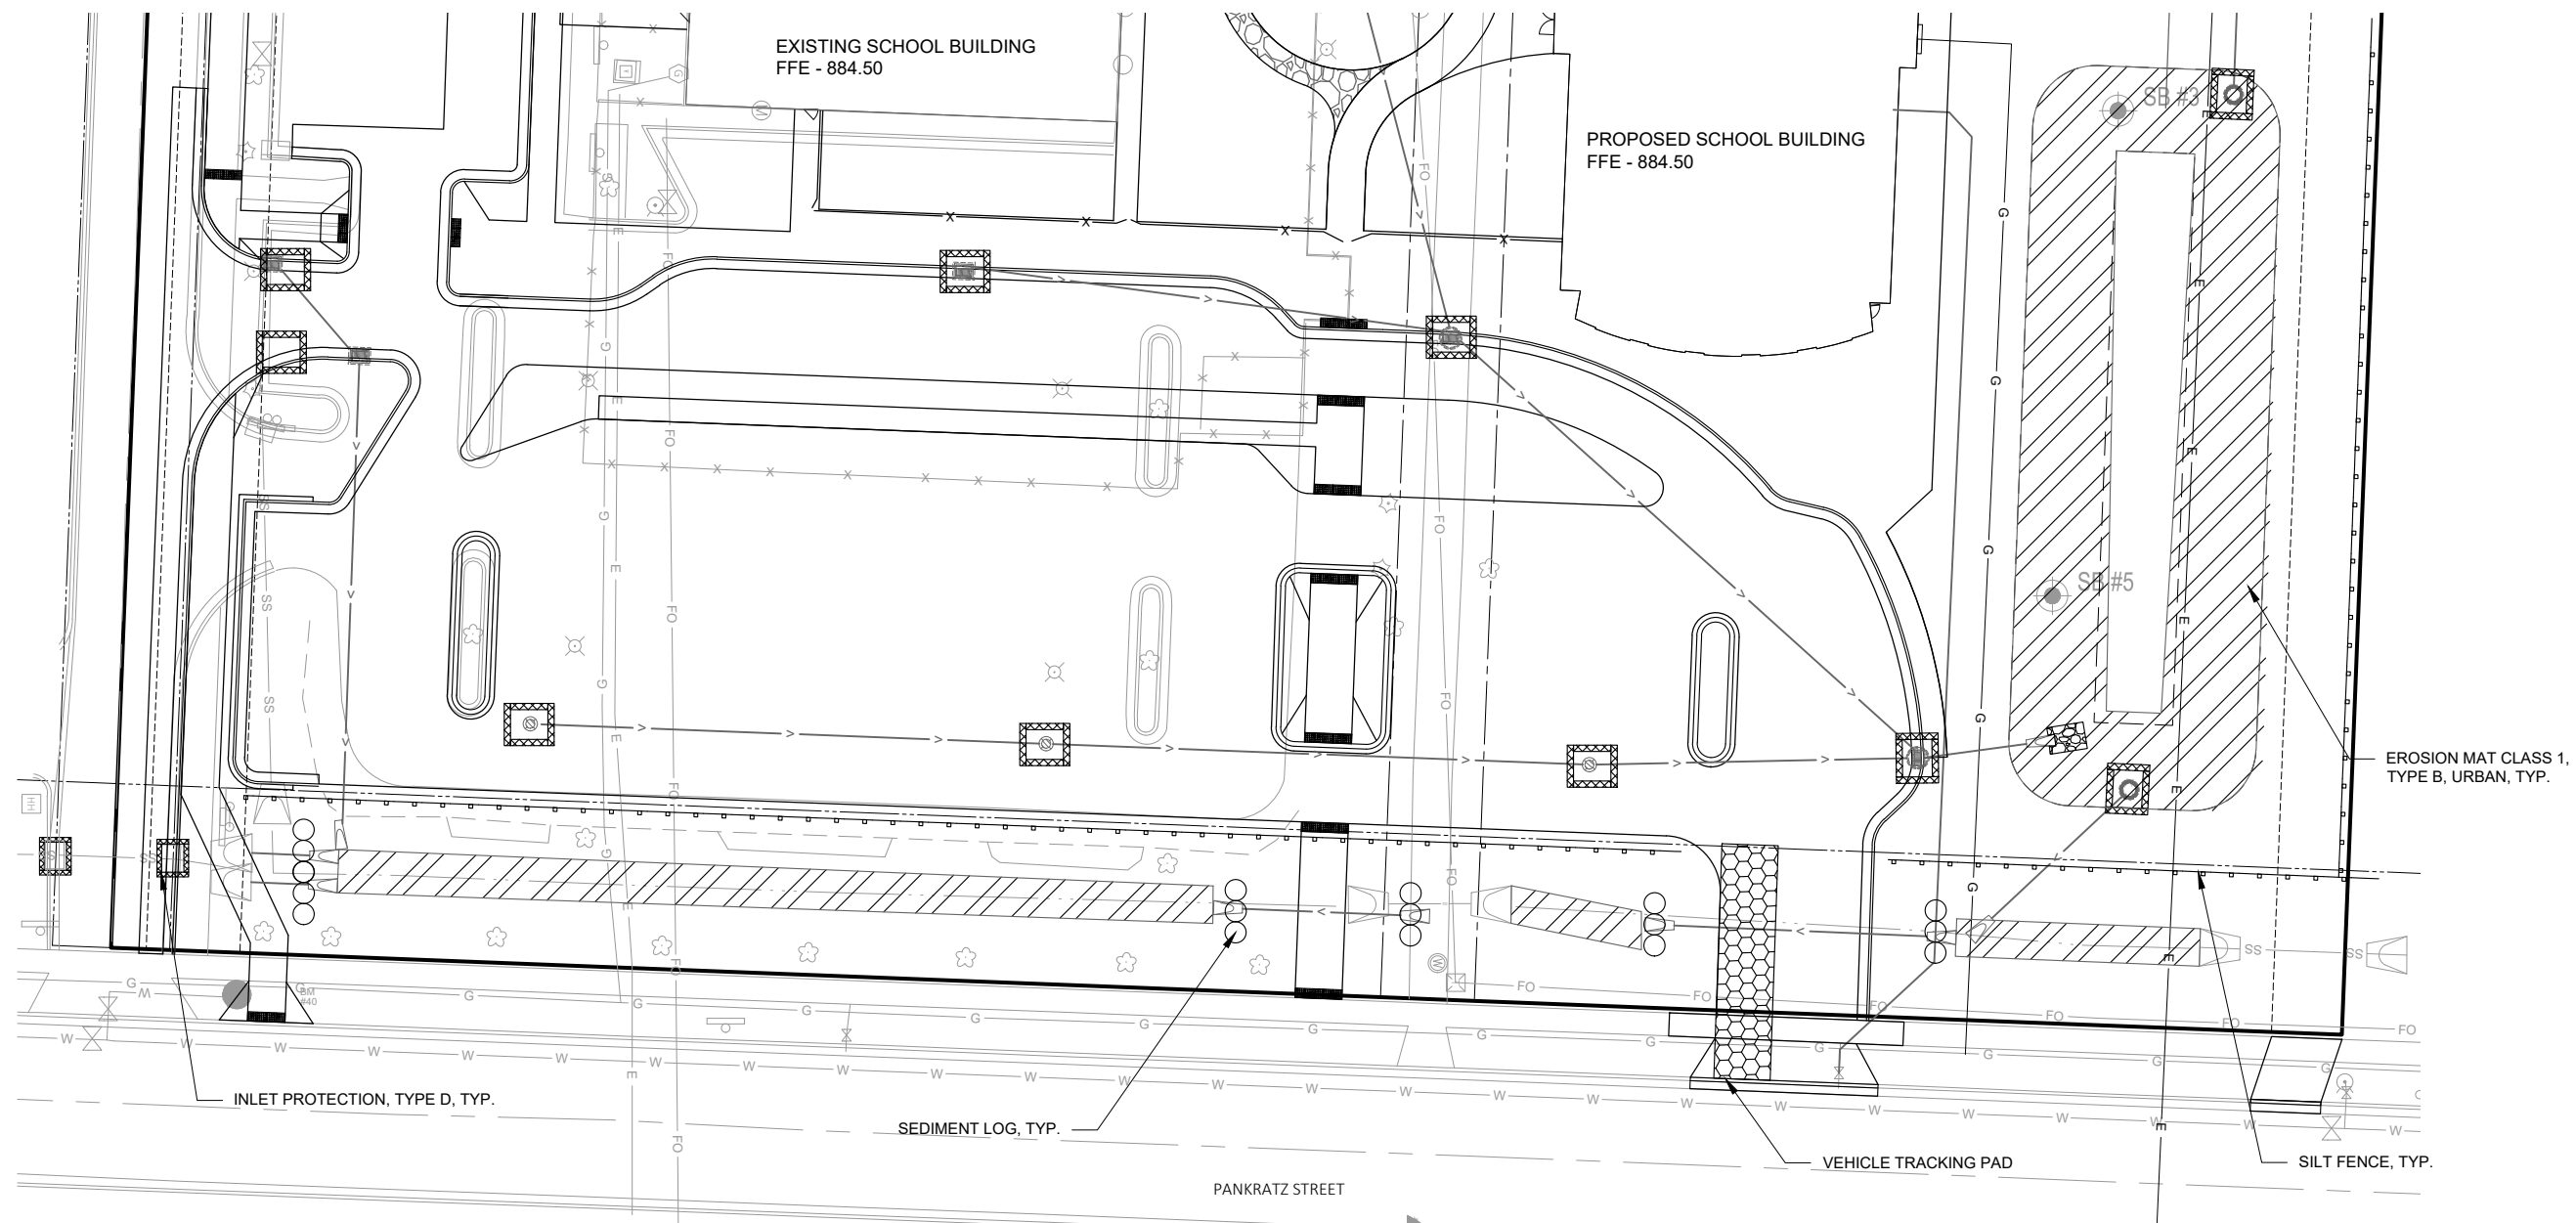 EXISTING SCHOOL BUILDING
FFE - 884.50
PROPOSED SCHOOL BUILDING
FFE - 884.50
SB #3
SB #5
EROSION MAT CLASS 1,
TYPE B, URBAN, TYP.
BM
#40
INLET PROTECTION, TYPE D, TYP.
SEDIMENT LOG, TYP.
VEHICLE TRACKING PAD
SILT FENCE, TYP.
PANKRATZ STREET